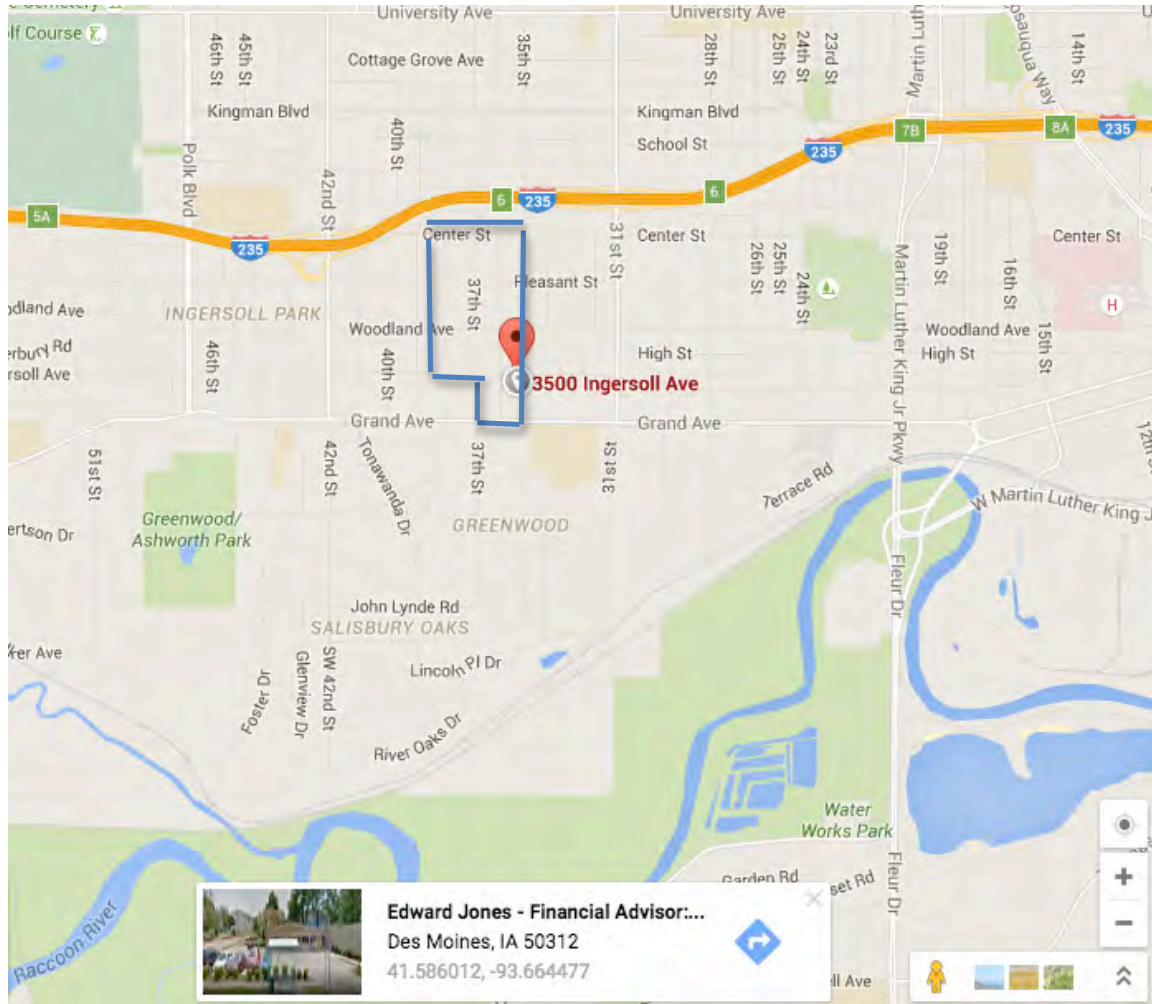 University Ave
University Ave
lf Course
46th St
45th St
35th St
28th St
25th St
24th St
23rd St
14th St
Cottage Grove Ave
Kingman Blvd
Kingman Blvd
40th St
School St
7B
8A
235
235
Polk Blvd
42nd St
6
235
6
5A
235
Center St
31st St
Center St
Center St
Martin Luther King Jr Pkwy
19th St
16th St
26th St
25th St
24th St
Pleasant St
37th St
INGERSOLL PARK
Woodland Ave
Woodland Ave
H
15th St
High St
High St
46th St
40th St
3500 Ingersoll Ave
Grand Ave
Grand Ave
51st St
42nd St
Tonawanda Dr
37th St
31st St
12th
Terrace Rd
W Martin Luther King J
Greenwood/
Ashworth Park
GREENWOOD
ertson Dr
Fleur Dr
John Lynde Rd
SALISBURY OAKS
rer Ave
Foster Dr
Glenview Dr
SW 42nd St
Lincoln Pl Dr
River Oaks Dr
Water
Works Park
Garden Rd
set Rd
Fleur Dr
Raccoon River
Edward Jones - Financial Advisor:...
Des Moines, IA 50312
41.586012, -93.664477
ll Ave